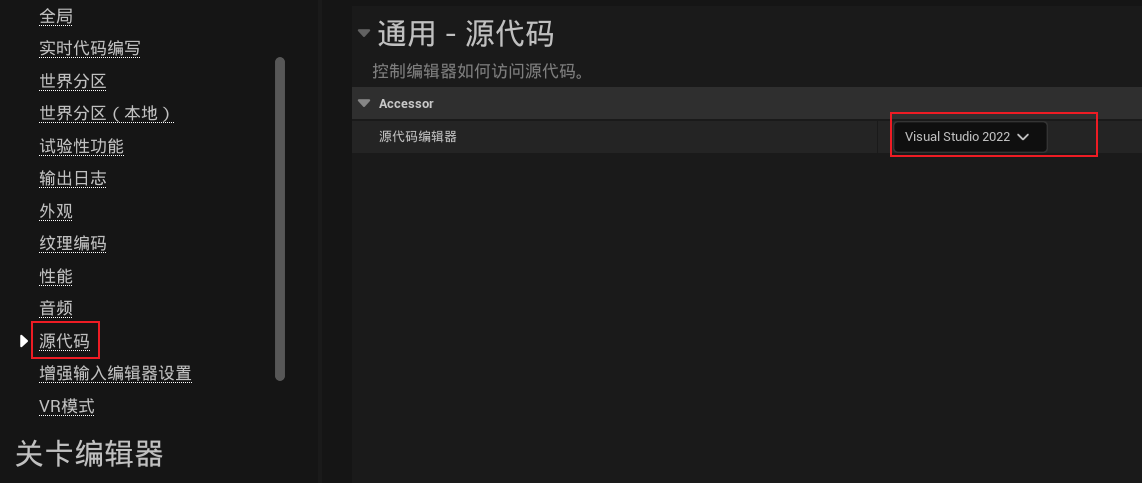 全局
实时代码编写
世界分区
世界分区（本地）
试验性功能
输出日志
外观
纹理编码
性能
音频
源代码
增强输入编辑器设置
VR模式
关卡编辑器
通用 - 源代码
控制编辑器如何访问源代码。
Accessor
源代码编辑器
Visual Studio 2022